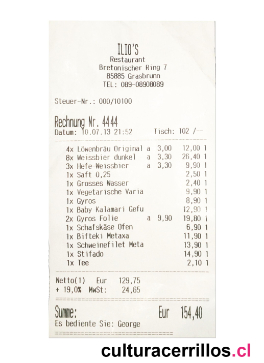 ILIO'S
Restaurant
Bretonischer Ring 7
85885 Grasbrunn
TEL: 089-08908089
Steuer-Nr.: 000/10100
Rechnung Nr. 4444
Datum: 10.07.13 21:52 Tisch: 102 /--
4x Löwenbräu Original a 3,00 12,00 1
8x Weissbier dunkel a 3,30 26,40 1
3x Hefe Weissbier a 3,30 9,90 1
1x Saft 0,25 2,50 1
1x Grosses Wasser 2,40 1
1x Vegetarische Varia 9,90 1
1x Gyros 8,90 1
1x Baby Kalamari Gefu 12,90 1
2x Gyros Folie a 9,90 19,80 1
1x Schafskäse Ofen 6,90 1
1x Bifteki Metaxa 11,90 1
1x Schweinefilet Meta 13,90 1
1x Stifado 14,90 1
1x Tee 2,10 1
Netto(1) Eur 129,75
+ 19,0% MwSt: 24,65
Summe: Eur 154,40
Es bediente Sie: George
culturacerrillos.cl